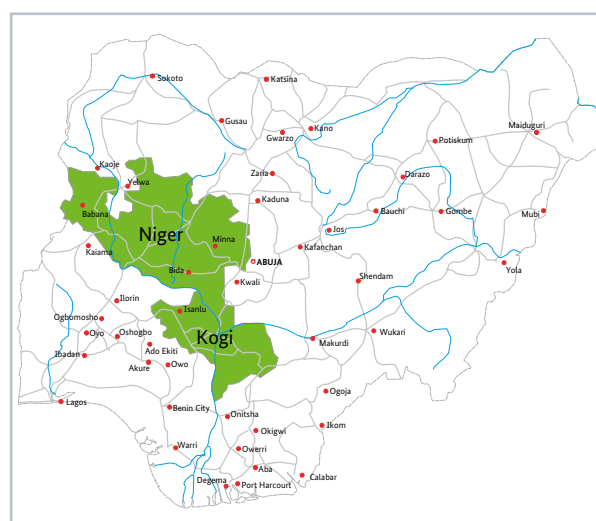 Sokoto
Katsina
Gusau
Kano
Gwarzo
Maiduguri
Potiskum
Kaoje
Yelwa
Zaria
Darazo
Babana
Kaduna
Bauchi
Gombe
Mubi
Niger
Minna
Jos
Kaiama
Kafanchan
ABUJA
Bida
Kwali
Shendam
Yola
Ilorin
Isanlu
Ogbomosho
Oyo
Oshogbo
Kogi
Wukari
Makurdi
Ibadan
Ado Ekiti
Akure
Owo
Ogoja
Lagos
Benin City
Onitsha
Ikom
Okigwi
Warri
Owerri
Aba
Calabar
Degema
Port Harcourt